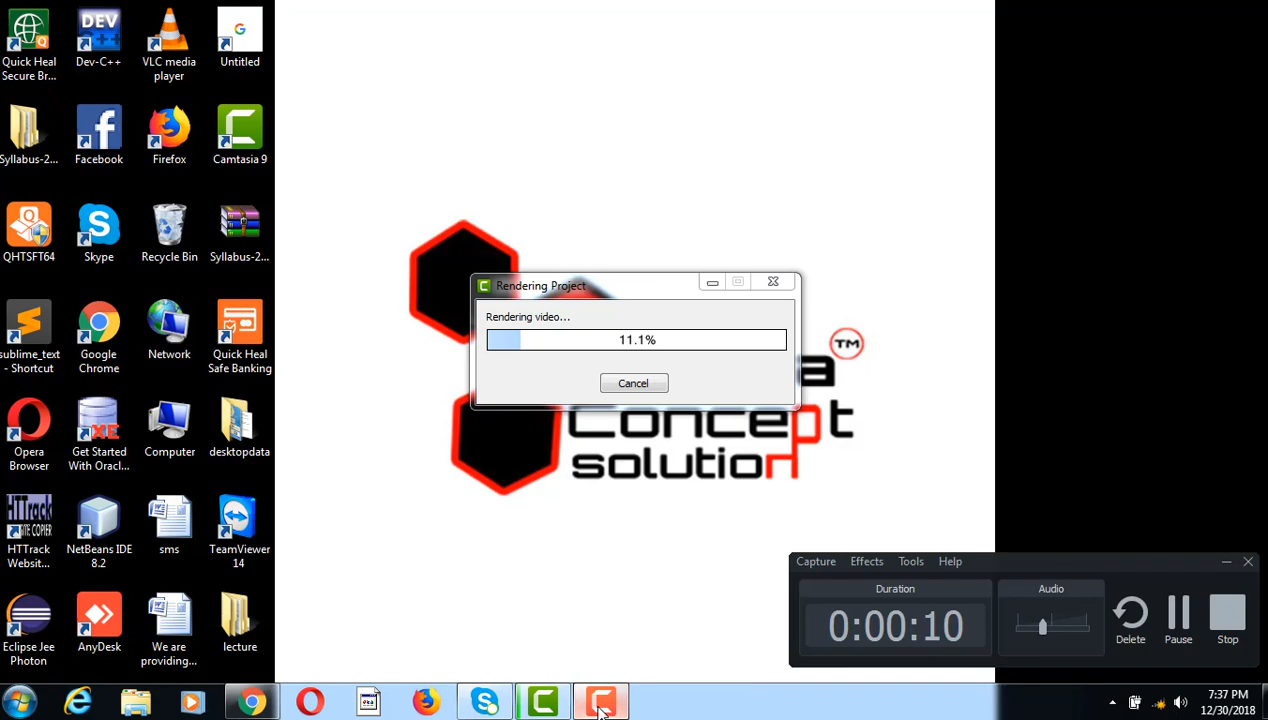 Quick Heal
Secure Br...
DEV
C++
Dev-C++
VLC media
player
G
Untitled
Syllabus-2...
Facebook
Firefox
Camtasia 9
QHTSFT64
Skype
Recycle Bin
Syllabus-2...
sublime_text
- Shortcut
Google
Chrome
Network
Quick Heal
Safe Banking
Opera
Browser
XE
Get Started
With Oracl...
Computer
desktopdata
HTTrack
SITE COPIER
HTTrack
Websit...
NetBeans IDE
8.2
sms
TeamViewer
14
Eclipse Jee
Photon
AnyDesk
We are
providing...
lecture
Rendering Project
Rendering video...
11.1%
Cancel
TM
a
Concept
solution
Capture Effects Tools Help
Duration
0:00:10
Audio
Delete
Pause
Stop
7:37 PM
12/30/2018